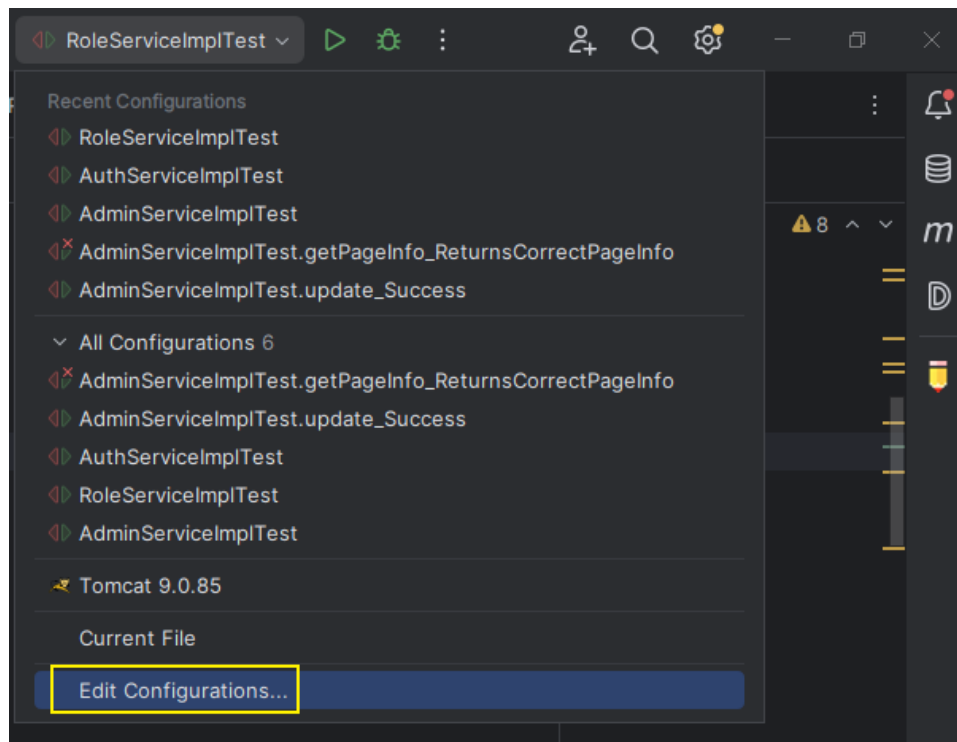 RoleServiceImplTest
Recent Configurations
RoleServiceImplTest
AuthServiceImplTest
AdminServiceImplTest
8
AdminServiceImplTest.getPageInfo_ReturnsCorrectPageInfo
AdminServiceImplTest.update_Success
m
D
All Configurations 6
AdminServiceImplTest.getPageInfo_ReturnsCorrectPageInfo
AdminServiceImplTest.update_Success
AuthServiceImplTest
RoleServiceImplTest
AdminServiceImplTest
Tomcat 9.0.85
Current File
Edit Configurations...